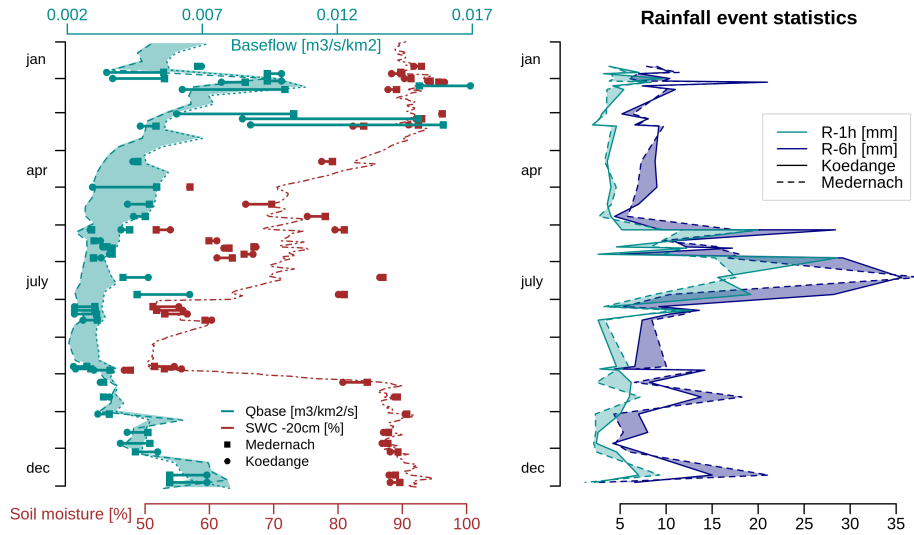 0.002 0.007 0.012 0.017
Baseflow [m3/s/km2]
jan
apr
july
dec
Qbase [m3/km2/s]
SWC -20cm [%]
Medernach
Koedange
Soil moisture [%]
50 60 70 80 90 100
Rainfall event statistics
jan
apr
july
dec
R-1h [mm]
R-6h [mm]
Koedange
Medernach
5 10 15 20 25 30 35